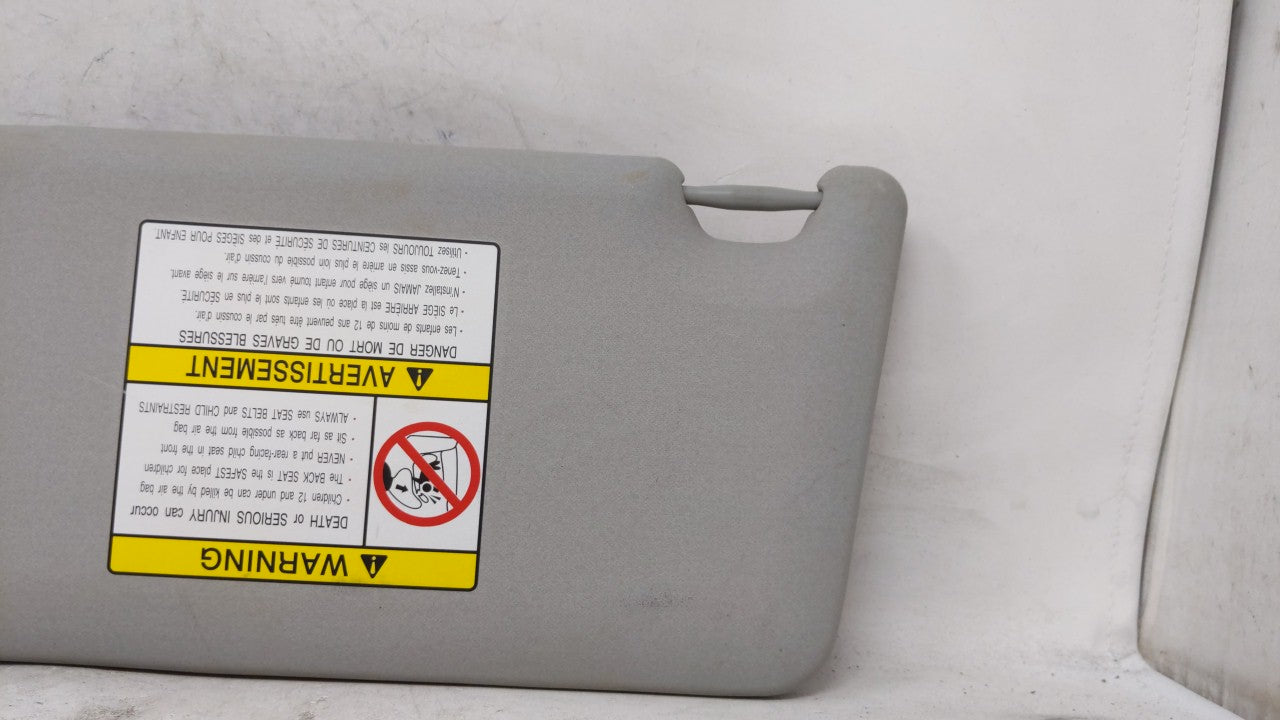 WARNING
DEATH or SERIOUS INJURY can occur
• Children 12 and under can be killed by the air bag
• The BACK SEAT is the SAFEST place for children
• NEVER put a rear-facing child seat in the front
• Sit as far back as possible from the air bag
• ALWAYS use SEAT BELTS and CHILD RESTRAINTS
AVERTISSEMENT
DANGER DE MORT OU DE GRAVES BLESSURES
• Les enfants de moins de 12 ans peuvent être tués par le coussin d'air.
• Le SIÈGE ARRIÈRE est la place ou les enfants sont le plus en SÉCURITÉ.
• N'installez JAMAIS un siège pour enfant tourné vers l'arrière sur le siège avant.
• Tenez-vous assis en arrière le plus loin possible du coussin d'air.
• Utilisez TOUJOURS les CEINTURES DE SÉCURITÉ et des SIÈGES POUR ENFANT